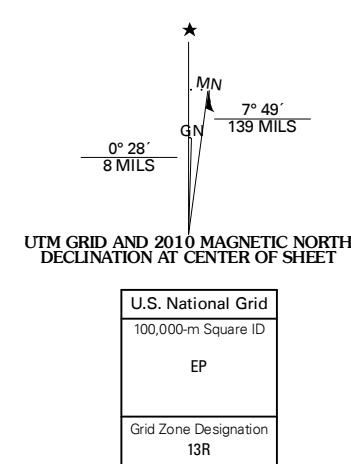 ★
MN
7° 49´
139 MILS
GN
0° 28´
8 MILS
UTM GRID AND 2010 MAGNETIC NORTH
DECLINATION AT CENTER OF SHEET
U.S. National Grid
100,000-m Square ID
EP
Grid Zone Designation
13R